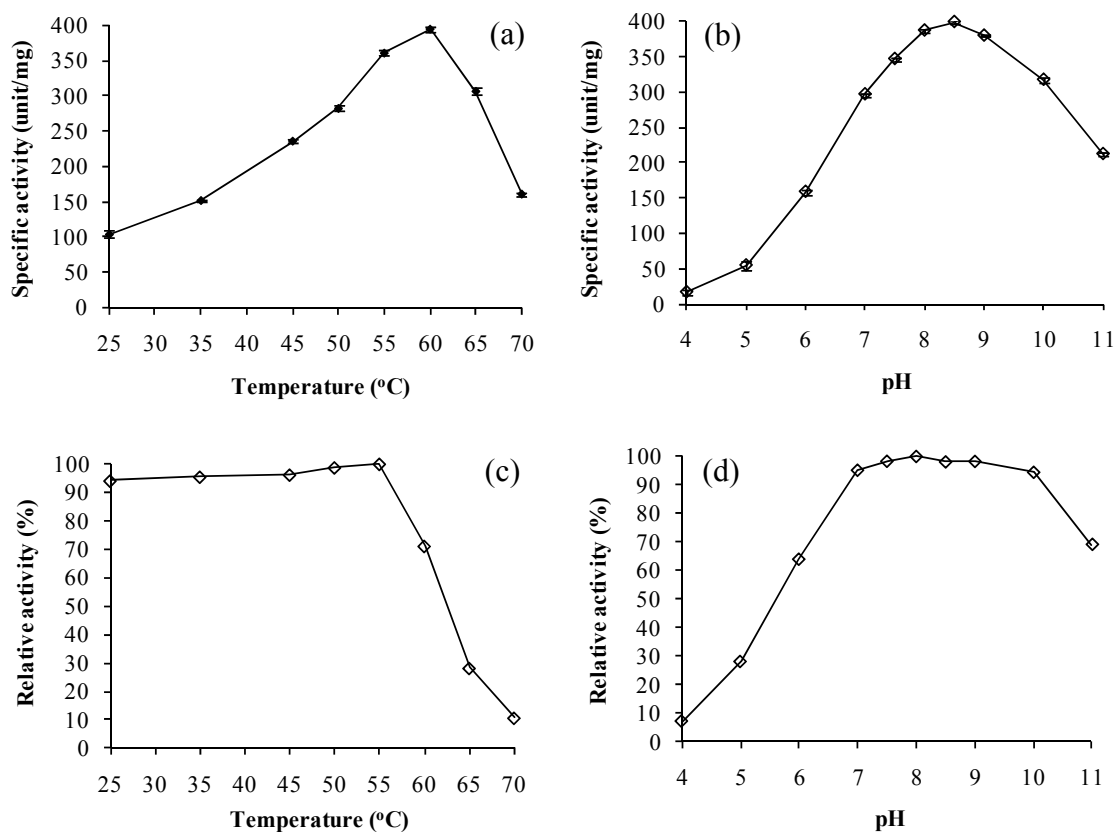 (a)
Specific activity (unit/mg)
400
350
300
250
200
150
100
50
0
25 30 35 40 45 50 55 60 65 70
Temperature (°C)
(b)
Specific activity (unit/mg)
400
350
300
250
200
150
100
50
0
4 5 6 7 8 9 10 11
pH
(c)
Relative activity (%)
100
90
80
70
60
50
40
30
20
10
0
25 30 35 40 45 50 55 60 65 70
Temperature (°C)
(d)
Relative activity (%)
100
90
80
70
60
50
40
30
20
10
0
4 5 6 7 8 9 10 11
pH